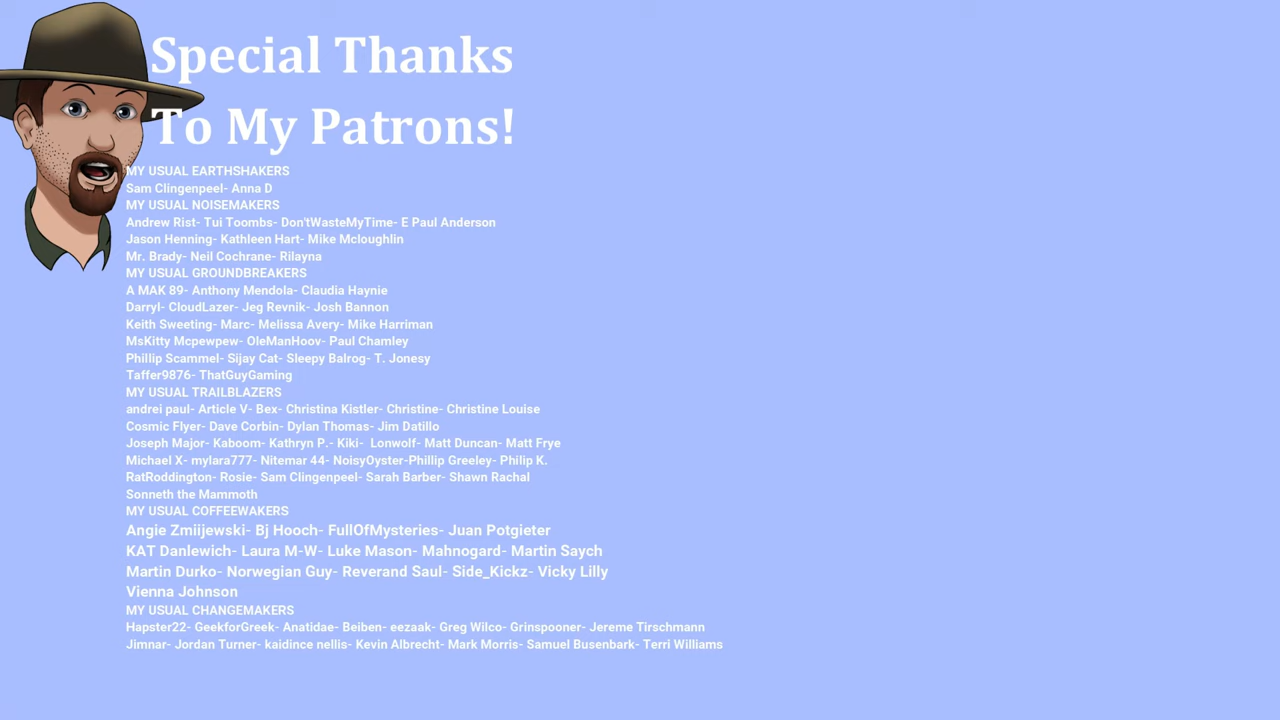 Special Thanks
To My Patrons!
MY USUAL EARTHSHAKERS
Sam Clingenpeel- Anna D
MY USUAL NOISEMAKERS
Andrew Rist- Tui Toombs- Don'tWasteMyTime- E Paul Anderson
Jason Henning- Kathleen Hart- Mike Mcloughlin
Mr. Brady- Neil Cochrane- Rilayna
MY USUAL GROUNDBREAKERS
A MAK 89- Anthony Mendola- Claudia Haynie
Darryl- CloudLazer- Jeg Revnik- Josh Bannon
Keith Sweeting- Marc- Melissa Avery- Mike Harriman
MsKitty Mcpewpew- OleManHoov- Paul Chamley
Phillip Scammel- Sijay Cat- Sleepy Balrog- T. Jonesy
Taffer9876- ThatGuyGaming
MY USUAL TRAILBLAZERS
andrei paul- Article V- Bex- Christina Kistler- Christine- Christine Louise
Cosmic Flyer- Dave Corbin- Dylan Thomas- Jim Datillo
Joseph Major- Kaboom- Kathryn P.- Kiki-  Lonwolf- Matt Duncan- Matt Frye
Michael X- mylara777- Nitemar 44- NoisyOyster-Phillip Greeley- Philip K.
RatRoddington- Rosie- Sam Clingenpeel- Sarah Barber- Shawn Rachal
Sonneth the Mammoth
MY USUAL COFFEEWAKERS
Angie Zmiijewski- Bj Hooch- FullOfMysteries- Juan Potgieter
KAT Danlewich- Laura M-W- Luke Mason- Mahnogard- Martin Saych
Martin Durko- Norwegian Guy- Reverand Saul- Side_Kickz- Vicky Lilly
Vienna Johnson
MY USUAL CHANGEMAKERS
Hapster22- GeekforGreek- Anatidae- Beiben- eezaak- Greg Wilco- Grinspooner- Jereme Tirschmann
Jimnar- Jordan Turner- kaidince nellis- Kevin Albrecht- Mark Morris- Samuel Busenbark- Terri Williams